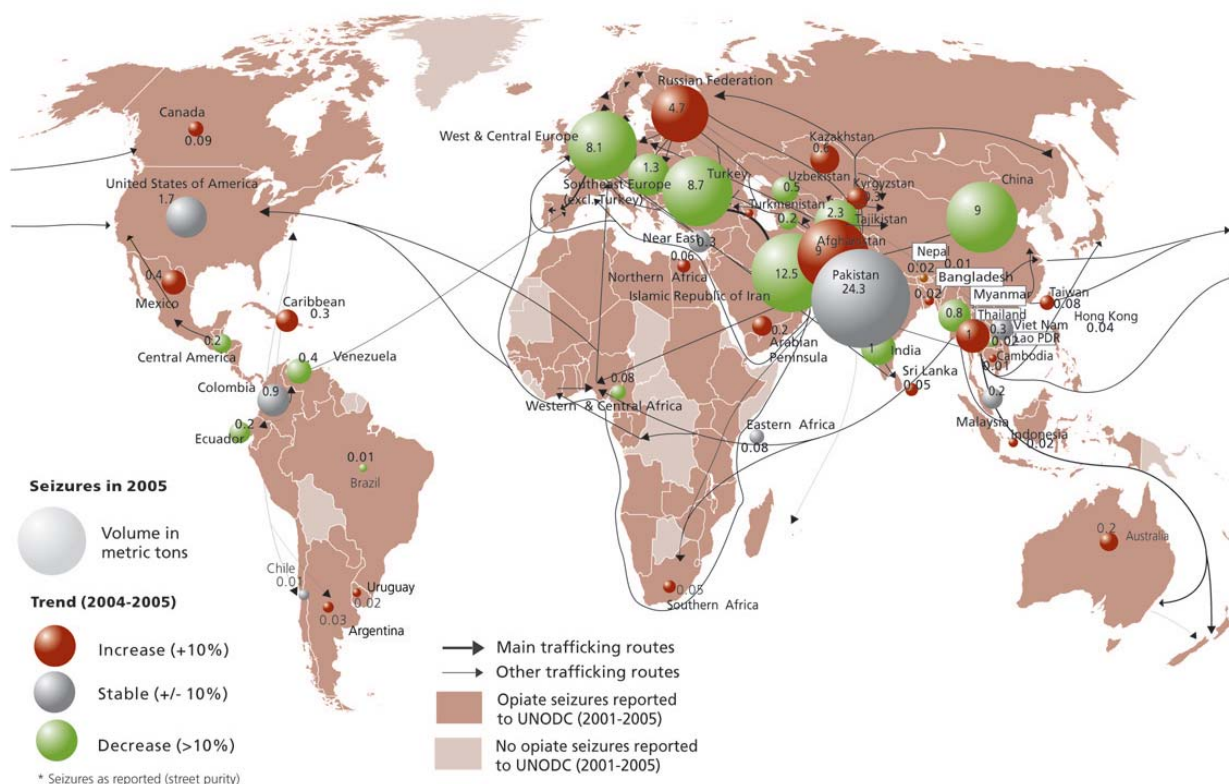 Canada
0.09
United States of America
1.7
0.4
Mexico
Caribbean
0.3
0.2
Central America
0.4
Venezuela
Colombia
0.9
0.2
Ecuador
0.01
Brazil
Chile
0.01
Uruguay
0.02
0.03
Argentina
Russian Federation
4.7
West & Central Europe
8.1
1.3
Southeast Europe
(excl. Turkey)
8.7
Turkey
Kazakhstan
0.6
Uzbekistan
0.5
Kyrgyzstan
0.3
Turkmenistan
0.2
2.3
Tajikistan
China
9
Near East
0.3
0.06
Northern Africa
Afghanistan
9
Islamic Republic of Iran
12.5
Pakistan
24.3
Nepal
0.02
0.01
Bangladesh
0.02
Myanmar
0.8
Thailand
0.3
Viet Nam
0.02
Lao PDR
1
Cambodia
0.01
Taiwan
0.08
Hong Kong
0.04
0.2
Arabian
Peninsula
1
India
Sri Lanka
0.05
0.2
Malaysia
Indonesia
0.02
0.08
Western & Central Africa
Eastern Africa
0.08
0.05
Southern Africa
0.2
Australia
Seizures in 2005
Volume in
metric tons
Trend (2004-2005)
Increase (+10%)
Stable (+/- 10%)
Decrease (>10%)
* Seizures as reported (street purity)
Main trafficking routes
Other trafficking routes
Opiate seizures reported
to UNODC (2001-2005)
No opiate seizures reported
to UNODC (2001-2005)